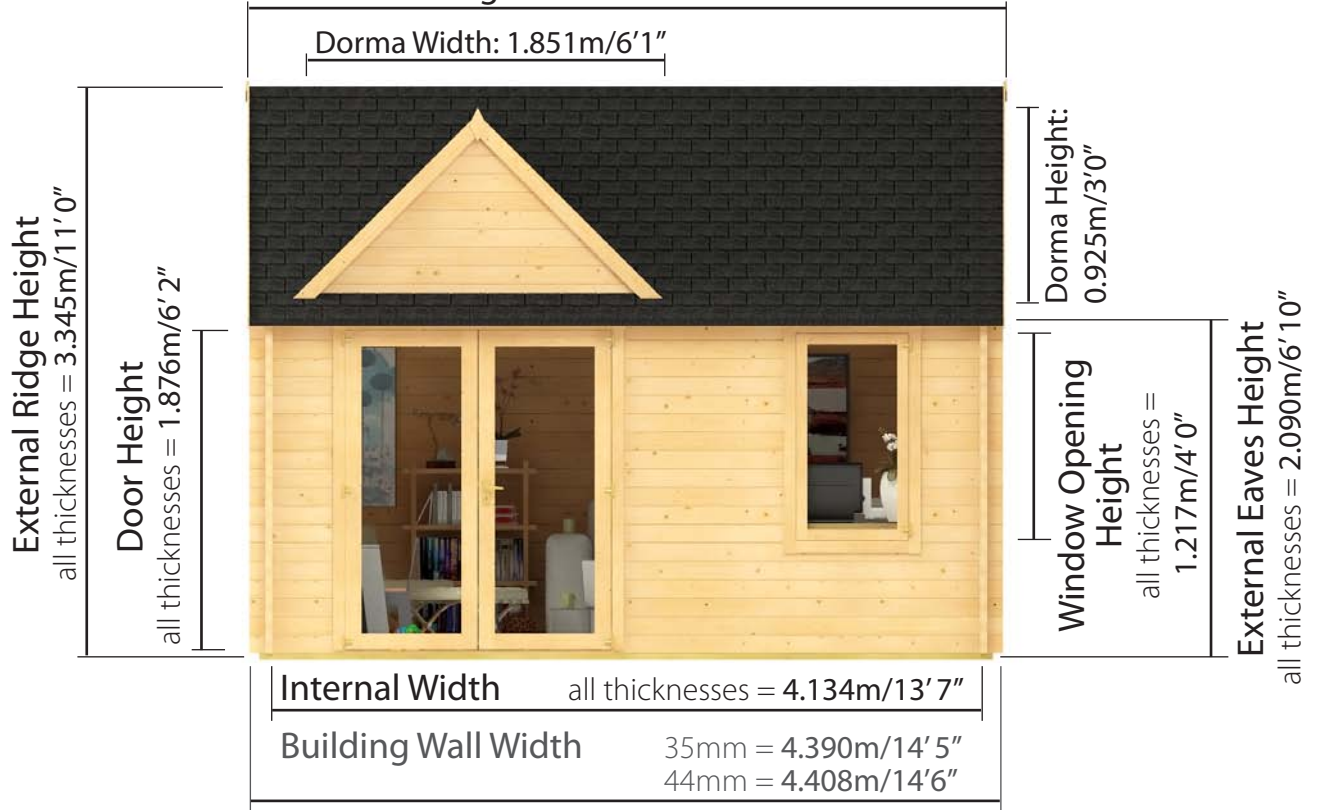 Dorma Width: 1.851m/6’1”
External Ridge Height
all thicknesses = 3.345m/11’ 0”
Door Height
all thicknesses = 1.876m/6’ 2”
Dorma Height:
0.925m/3’0”
Window Opening
Height
all thicknesses =
1.217m/4’ 0”
External Eaves Height
all thicknesses = 2.090m/6’ 10”
Internal Width all thicknesses = 4.134m/13’ 7”
Building Wall Width 35mm = 4.390m/14’ 5”
44mm = 4.408m/14’6”